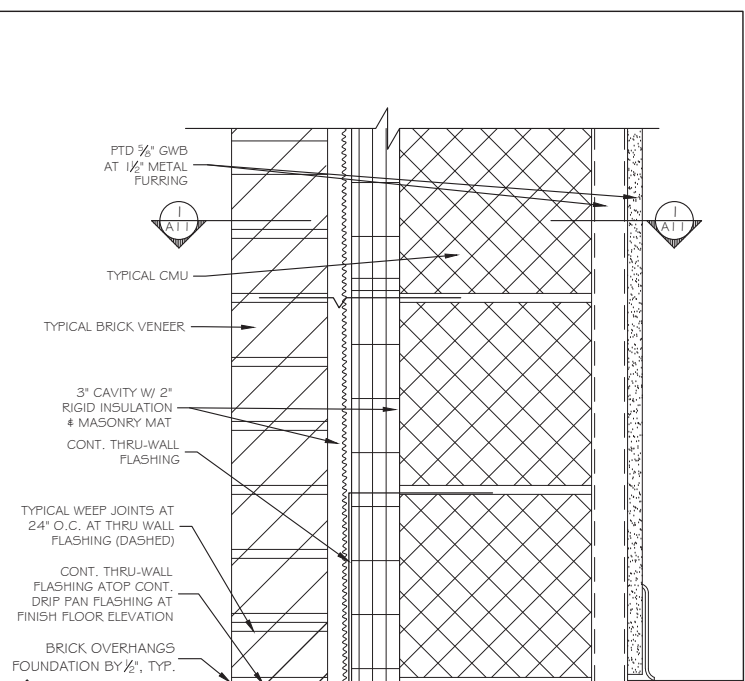 PTD 5/8" GWB
AT 1 1/2" METAL
FURRING
1
A11
1
A11
TYPICAL CMU
TYPICAL BRICK VENEER
3" CAVITY W/ 2"
RIGID INSULATION
& MASONRY MAT
CONT. THRU-WALL
FLASHING
TYPICAL WEEP JOINTS AT
24" O.C. AT THRU WALL
FLASHING (DASHED)
CONT. THRU-WALL
FLASHING ATOP CONT.
DRIP PAN FLASHING AT
FINISH FLOOR ELEVATION
BRICK OVERHANGS
FOUNDATION BY 1/2", TYP.